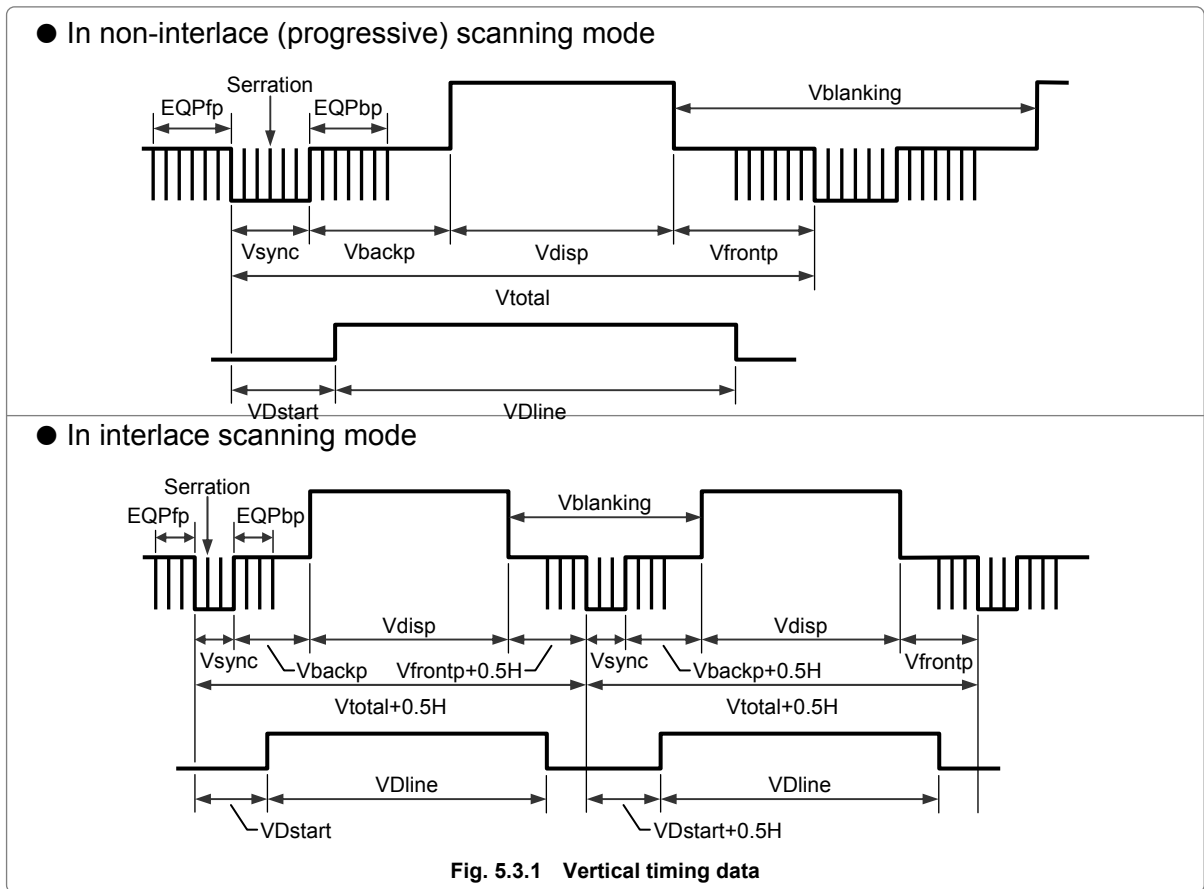 ● In non-interlace (progressive) scanning mode
Serration
EQPfp
EQPbp
Vblanking
Vsync
Vbackp
Vdisp
Vfrontp
Vtotal
VDstart
VDline
● In interlace scanning mode
Serration
EQPfp
EQPbp
Vblanking
Vdisp
Vdisp
Vsync
Vbackp
Vfrontp+0.5H
Vsync
Vbackp+0.5H
Vfrontp
Vtotal+0.5H
Vtotal+0.5H
VDline
VDline
VDstart
VDstart+0.5H
Fig. 5.3.1 Vertical timing data